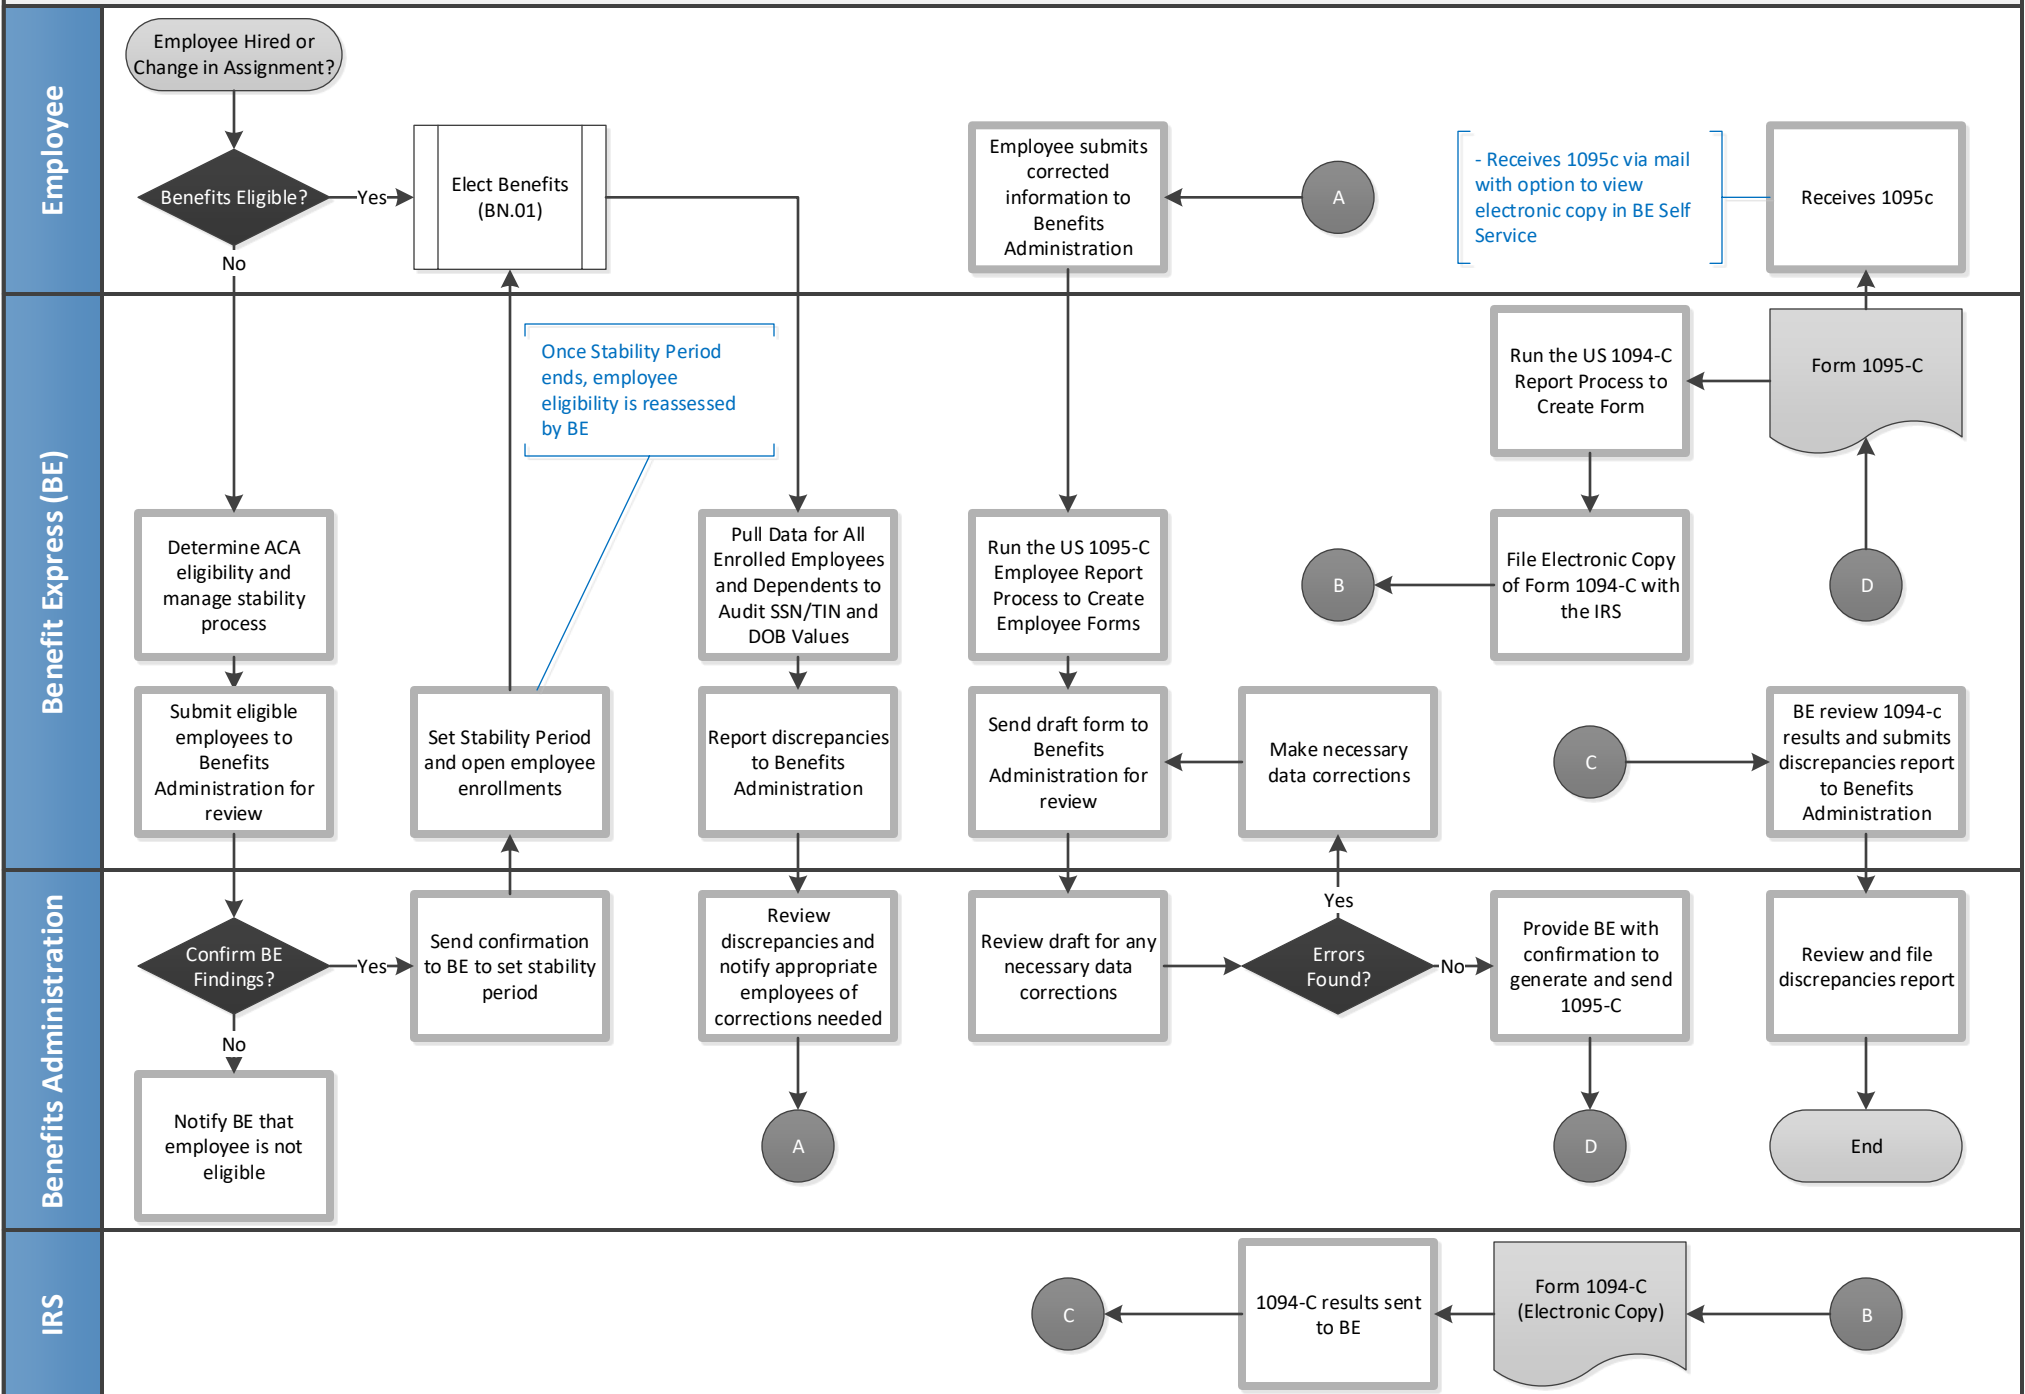 Employee
Employee Hired or
Change in Assignment?
Benefits Eligible?
Yes
No
Elect Benefits
(BN.01)
Employee submits
corrected
information to
Benefits
Administration
A
- Receives 1095c via mail
with option to view
electronic copy in BE Self
Service
Receives 1095c
Benefit Express (BE)
Once Stability Period
ends, employee
eligibility is reassessed
by BE
Run the US 1094-C
Report Process to
Create Form
Form 1095-C
Determine ACA
eligibility and
manage stability
process
Pull Data for All
Enrolled Employees
and Dependents to
Audit SSN/TIN and
DOB Values
Run the US 1095-C
Employee Report
Process to Create
Employee Forms
B
File Electronic Copy
of Form 1094-C with
the IRS
D
Submit eligible
employees to
Benefits
Administration for
review
Set Stability Period
and open employee
enrollments
Report discrepancies
to Benefits
Administration
Send draft form to
Benefits
Administration for
review
Make necessary
data corrections
C
BE review 1094-c
results and submits
discrepancies report
to Benefits
Administration
Benefits Administration
Confirm BE
Findings?
Yes
No
Send confirmation
to BE to set stability
period
Review
discrepancies and
notify appropriate
employees of
corrections needed
Review draft for any
necessary data
corrections
Yes
Errors
Found?
No
Provide BE with
confirmation to
generate and send
1095-C
Review and file
discrepancies report
Notify BE that
employee is not
eligible
A
D
End
IRS
C
1094-C results sent
to BE
Form 1094-C
(Electronic Copy)
B